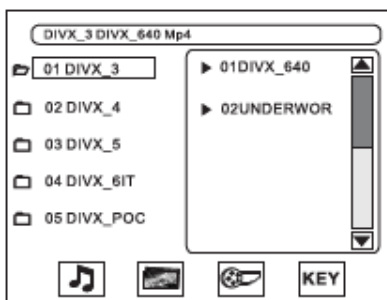 DIVX_3 DIVX_640 Mp4
01 DIVX_3
02 DIVX_4
03 DIVX_5
04 DIVX_6IT
05 DIVX_POC
01DIVX_640
02UNDERWOR
KEY